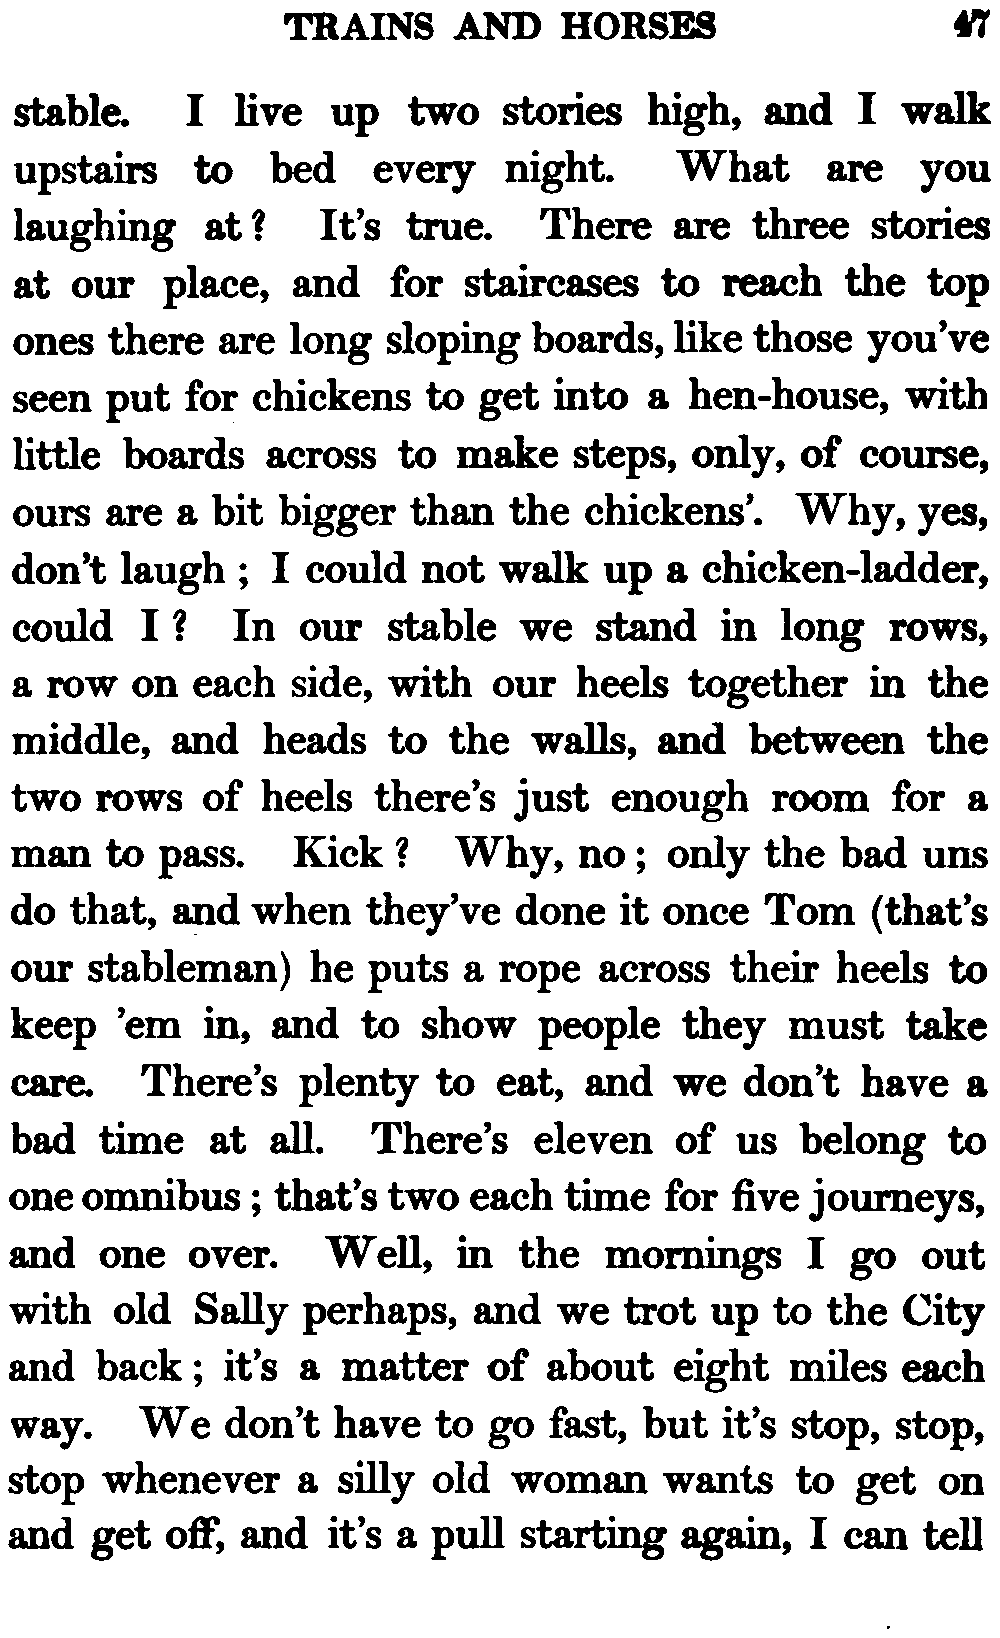 TRAINS AND HORSES 47
stable. I live up two stories high, and I walk
upstairs to bed every night. What are you
laughing at? It's true. There are three stories
at our place, and for staircases to reach the top
ones there are long sloping boards, like those you've
seen put for chickens to get into a hen-house, with
little boards across to make steps, only, of course,
ours are a bit bigger than the chickens'. Why, yes,
don't laugh; I could not walk up a chicken-ladder,
could I? In our stable we stand in long rows,
a row on each side, with our heels together in the
middle, and heads to the walls, and between the
two rows of heels there's just enough room for a
man to pass. Kick? Why, no; only the bad uns
do that, and when they've done it once Tom (that's
our stableman) he puts a rope across their heels to
keep 'em in, and to show people they must take
care. There's plenty to eat, and we don't have a
bad time at all. There's eleven of us belong to
one omnibus; that's two each time for five journeys,
and one over. Well, in the mornings I go out
with old Sally perhaps, and we trot up to the City
and back; it's a matter of about eight miles each
way. We don't have to go fast, but it's stop, stop,
stop whenever a silly old woman wants to get on
and get off, and it's a pull starting again, I can tell